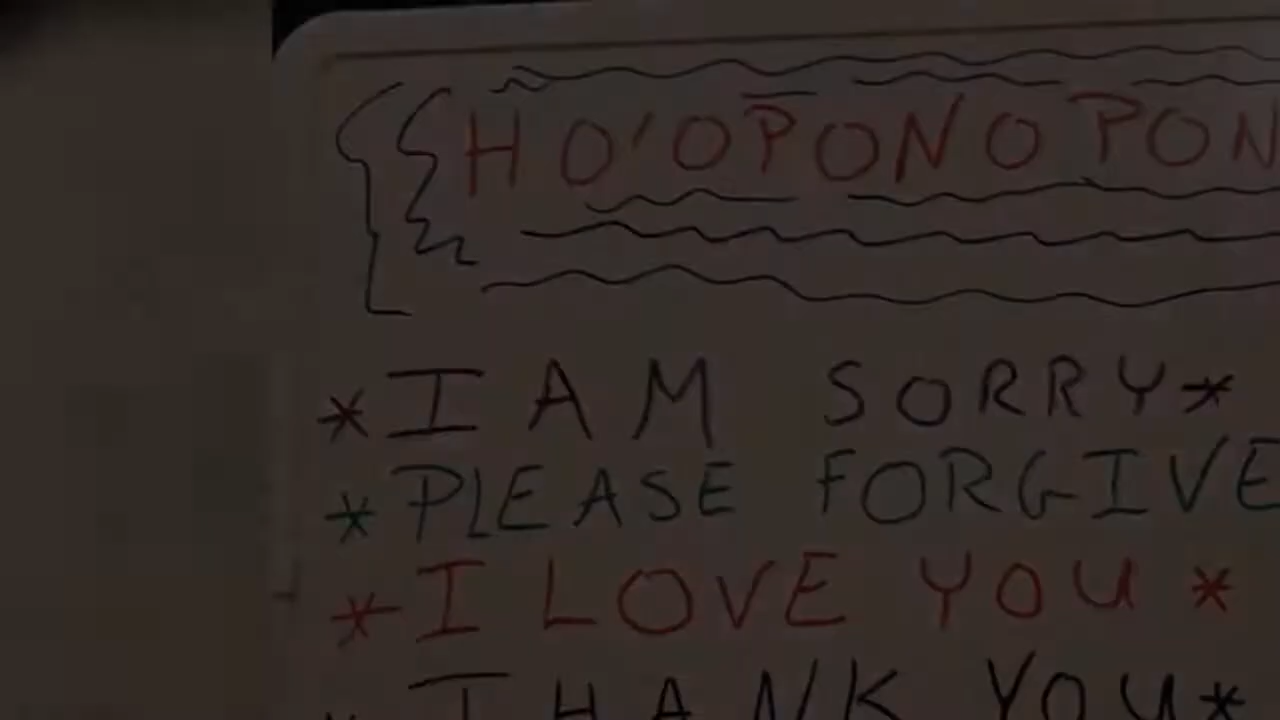 HO'OPONOPON
*I AM SORRY*
*PLEASE FORGIVE
*I LOVE YOU *
*THANK YOU*